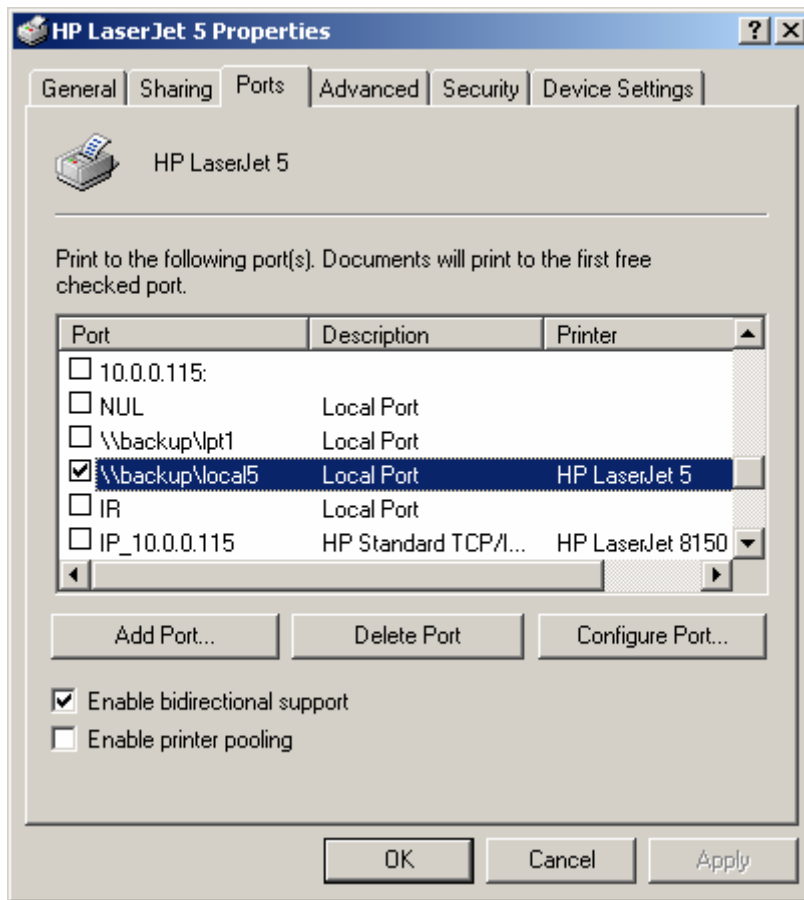 HP LaserJet 5 Properties
General Sharing Ports Advanced Security Device Settings
HP LaserJet 5
Print to the following port(s). Documents will print to the first free
checked port.
Port Description Printer
10.0.0.115:
NUL Local Port
\\backup\lpt1 Local Port
\\backup\local5 Local Port HP LaserJet 5
IR Local Port
IP_10.0.0.115 HP Standard TCP/I... HP LaserJet 8150
Add Port... Delete Port Configure Port...
Enable bidirectional support
Enable printer pooling
OK Cancel Apply